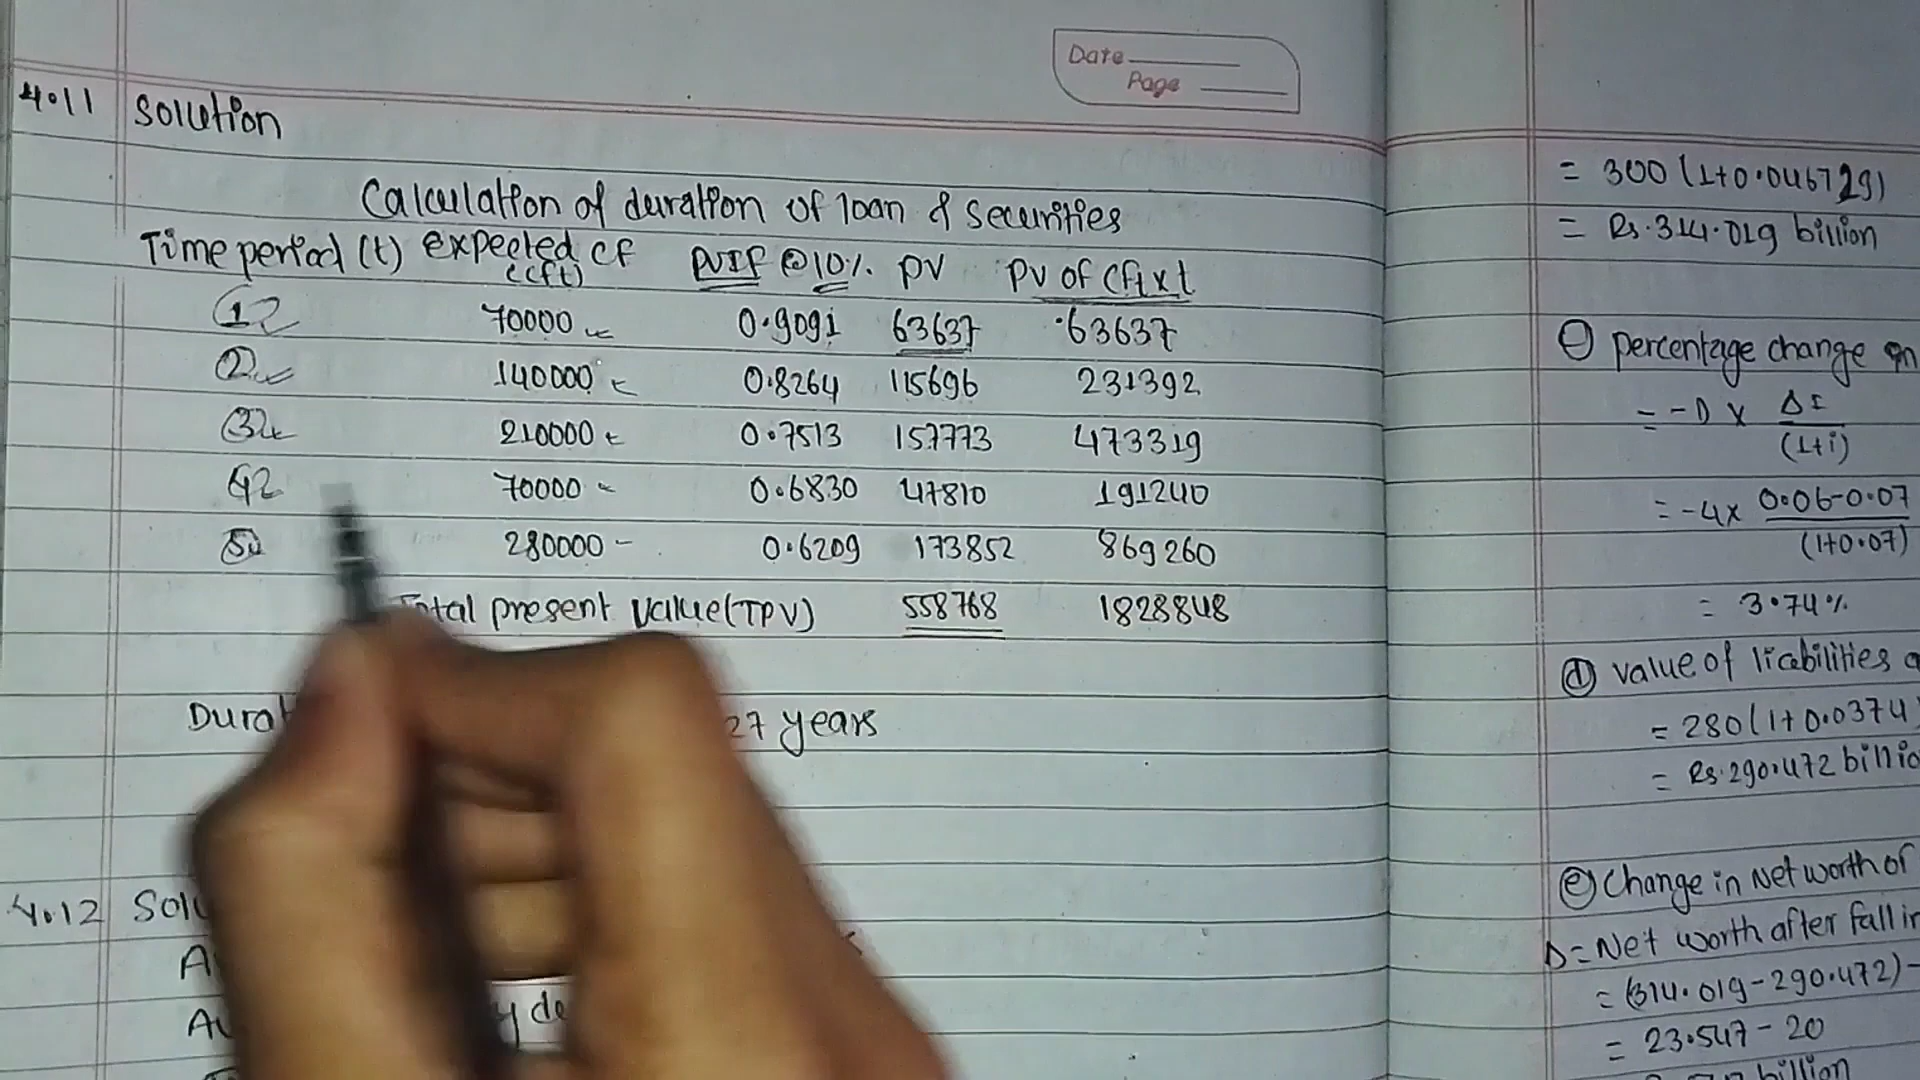 Date
Page
4.11 Solution
Calculation of duration of loan & Securities
Time period (t) expected CF (cft) PVIF @10%. PV PV of cft x t
1 70000 0.9091 63637 63637
2 140000 0.8264 115696 231392
3 210000 0.7513 157773 473319
4 70000 0.6830 47810 191240
5 280000 0.6209 173852 869260
Total present value (TPV) 558768 1828848
27 years
4.12
= 300 (1+0.046729)
= Rs.314.019 billion
percentage change
= -D x ΔI
(1+i)
= -4x 0.06-0.07
(1+0.07)
= 3.74%
d value of liabilities
= 280(1+0.0374)
= Rs.290.472
e Change in Net worth of
Δ = Net worth after fall
= (314.019-290.472)-
= 23.547-20
billion